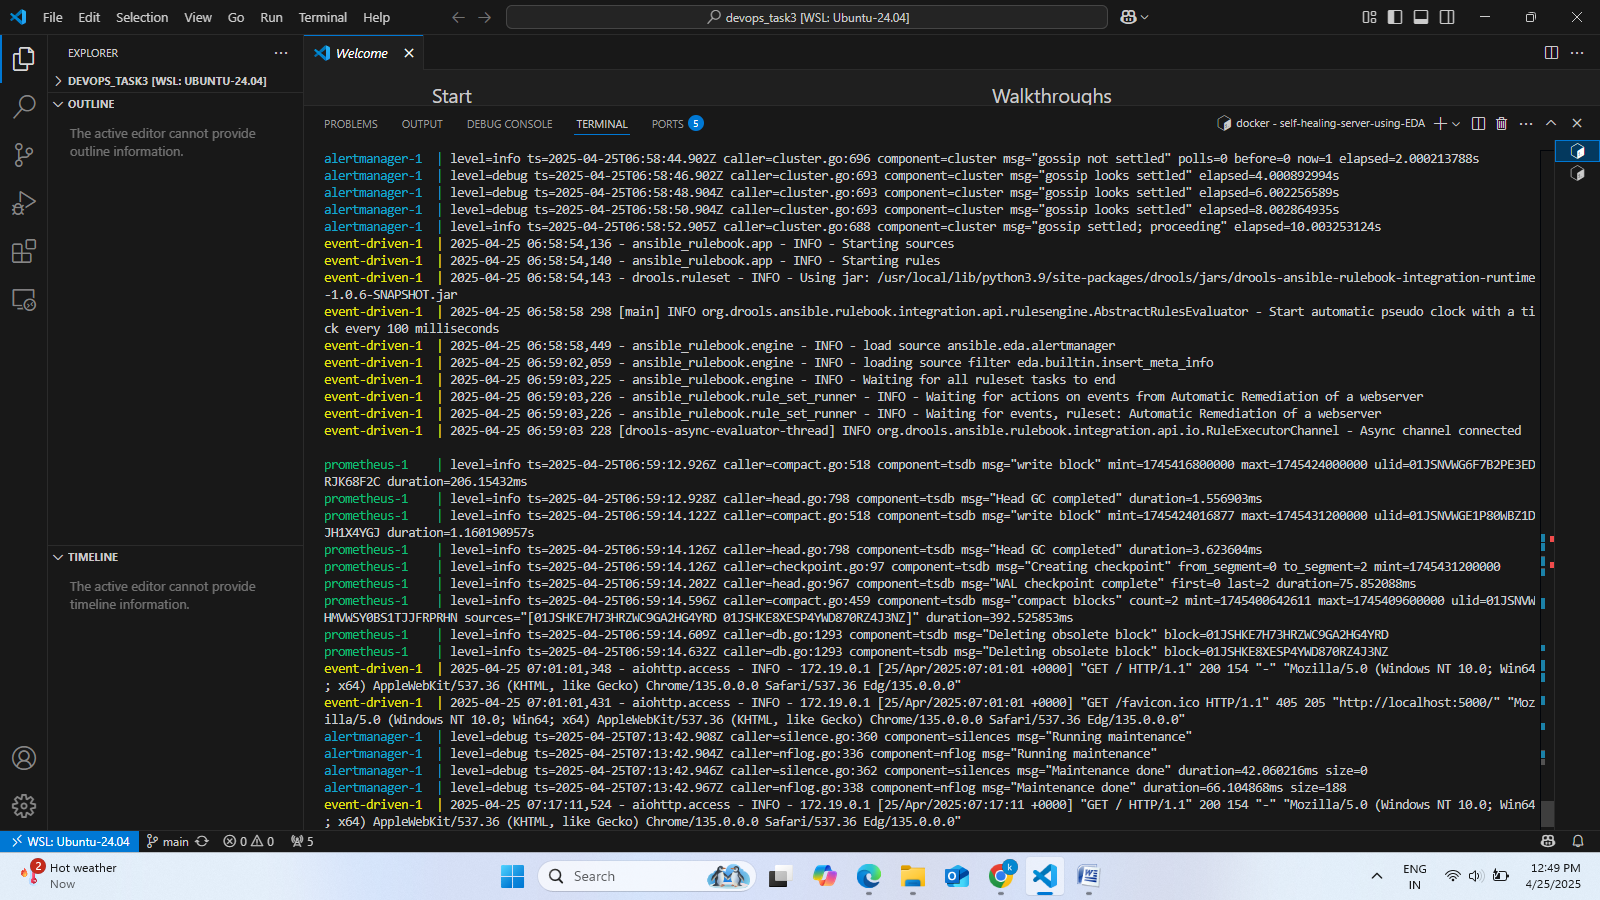 File Edit Selection View Go Run Terminal Help
devops_task3 [WSL: Ubuntu-24.04]
EXPLORER
DEVOPS_TASK3 [WSL: UBUNTU-24.04]
OUTLINE
The active editor cannot provide
outline information.
TIMELINE
The active editor cannot provide
timeline information.
Welcome
Start
Walkthroughs
PROBLEMS OUTPUT DEBUG CONSOLE TERMINAL PORTS 5
docker - self-healing-server-using-EDA
alertmanager-1 | level=info ts=2025-04-25T06:58:44.902Z caller=cluster.go:696 component=cluster msg="gossip not settled" polls=0 before=0 now=1 elapsed=2.000213788s
alertmanager-1 | level=debug ts=2025-04-25T06:58:46.902Z caller=cluster.go:693 component=cluster msg="gossip looks settled" elapsed=4.000892994s
alertmanager-1 | level=debug ts=2025-04-25T06:58:48.904Z caller=cluster.go:693 component=cluster msg="gossip looks settled" elapsed=6.002256589s
alertmanager-1 | level=debug ts=2025-04-25T06:58:50.904Z caller=cluster.go:693 component=cluster msg="gossip looks settled" elapsed=8.002864935s
alertmanager-1 | level=info ts=2025-04-25T06:58:52.905Z caller=cluster.go:688 component=cluster msg="gossip settled; proceeding" elapsed=10.003253124s
event-driven-1 | 2025-04-25 06:58:54,136 - ansible_rulebook.app - INFO - Starting sources
event-driven-1 | 2025-04-25 06:58:54,140 - ansible_rulebook.app - INFO - Starting rules
event-driven-1 | 2025-04-25 06:58:54,143 - drools.ruleset - INFO - Using jar: /usr/local/lib/python3.9/site-packages/drools/jars/drools-ansible-rulebook-integration-runtime
-1.0.6-SNAPSHOT.jar
event-driven-1 | 2025-04-25 06:58:58 298 [main] INFO org.drools.ansible.rulebook.integration.api.rulesengine.AbstractRulesEvaluator - Start automatic pseudo clock with a ti
ck every 100 milliseconds
event-driven-1 | 2025-04-25 06:58:58,449 - ansible_rulebook.engine - INFO - load source ansible.eda.alertmanager
event-driven-1 | 2025-04-25 06:59:02,059 - ansible_rulebook.engine - INFO - loading source filter eda.builtin.insert_meta_info
event-driven-1 | 2025-04-25 06:59:03,225 - ansible_rulebook.engine - INFO - Waiting for all ruleset tasks to end
event-driven-1 | 2025-04-25 06:59:03,226 - ansible_rulebook.rule_set_runner - INFO - Waiting for actions on events from Automatic Remediation of a webserver
event-driven-1 | 2025-04-25 06:59:03,226 - ansible_rulebook.rule_set_runner - INFO - Waiting for events, ruleset: Automatic Remediation of a webserver
event-driven-1 | 2025-04-25 06:59:03 228 [drools-async-evaluator-thread] INFO org.drools.ansible.rulebook.integration.api.io.RuleExecutorChannel - Async channel connected
prometheus-1 | level=info ts=2025-04-25T06:59:12.926Z caller=compact.go:518 component=tsdb msg="write block" mint=1745416800000 maxt=1745424000000 ulid=01JSNVWG6F7B2PE3ED
RJK68F2C duration=206.15432ms
prometheus-1 | level=info ts=2025-04-25T06:59:12.928Z caller=head.go:798 component=tsdb msg="Head GC completed" duration=1.556903ms
prometheus-1 | level=info ts=2025-04-25T06:59:14.122Z caller=compact.go:518 component=tsdb msg="write block" mint=1745424016877 maxt=1745431200000 ulid=01JSNVWGE1P80WBZ1D
JH1X4YGJ duration=1.160190957s
prometheus-1 | level=info ts=2025-04-25T06:59:14.126Z caller=head.go:798 component=tsdb msg="Head GC completed" duration=3.623604ms
prometheus-1 | level=info ts=2025-04-25T06:59:14.126Z caller=checkpoint.go:97 component=tsdb msg="Creating checkpoint" from_segment=0 to_segment=2 mint=1745431200000
prometheus-1 | level=info ts=2025-04-25T06:59:14.202Z caller=head.go:967 component=tsdb msg="WAL checkpoint complete" first=0 last=2 duration=75.852088ms
prometheus-1 | level=info ts=2025-04-25T06:59:14.596Z caller=compact.go:459 component=tsdb msg="compact blocks" count=2 mint=1745400642611 maxt=1745409600000 ulid=01JSNVW
HMVWSY0BS1TJJFRPRHN sources="[01JSHKE7H73HRZWC9GA2HG4YRD 01JSHKE8XESP4YWD870RZ4J3NZ]" duration=392.525853ms
prometheus-1 | level=info ts=2025-04-25T06:59:14.609Z caller=db.go:1293 component=tsdb msg="Deleting obsolete block" block=01JSHKE7H73HRZWC9GA2HG4YRD
prometheus-1 | level=info ts=2025-04-25T06:59:14.632Z caller=db.go:1293 component=tsdb msg="Deleting obsolete block" block=01JSHKE8XESP4YWD870RZ4J3NZ
event-driven-1 | 2025-04-25 07:01:01,348 - aiohttp.access - INFO - 172.19.0.1 [25/Apr/2025:07:01:01 +0000] "GET / HTTP/1.1" 200 154 "-" "Mozilla/5.0 (Windows NT 10.0; Win64
; x64) AppleWebKit/537.36 (KHTML, like Gecko) Chrome/135.0.0.0 Safari/537.36 Edg/135.0.0.0"
event-driven-1 | 2025-04-25 07:01:01,431 - aiohttp.access - INFO - 172.19.0.1 [25/Apr/2025:07:01:01 +0000] "GET /favicon.ico HTTP/1.1" 405 205 "http://localhost:5000/" "Moz
illa/5.0 (Windows NT 10.0; Win64; x64) AppleWebKit/537.36 (KHTML, like Gecko) Chrome/135.0.0.0 Safari/537.36 Edg/135.0.0.0"
alertmanager-1 | level=debug ts=2025-04-25T07:13:42.908Z caller=silence.go:360 component=silences msg="Running maintenance"
alertmanager-1 | level=debug ts=2025-04-25T07:13:42.904Z caller=nflog.go:336 component=nflog msg="Running maintenance"
alertmanager-1 | level=debug ts=2025-04-25T07:13:42.946Z caller=silence.go:362 component=silences msg="Maintenance done" duration=42.060216ms size=0
alertmanager-1 | level=debug ts=2025-04-25T07:13:42.967Z caller=nflog.go:338 component=nflog msg="Maintenance done" duration=66.104868ms size=188
event-driven-1 | 2025-04-25 07:17:11,524 - aiohttp.access - INFO - 172.19.0.1 [25/Apr/2025:07:17:11 +0000] "GET / HTTP/1.1" 200 154 "-" "Mozilla/5.0 (Windows NT 10.0; Win64
; x64) AppleWebKit/537.36 (KHTML, like Gecko) Chrome/135.0.0.0 Safari/537.36 Edg/135.0.0.0"
WSL: Ubuntu-24.04 main 0 0 5
2
Hot weather
Now
Search
k
ENG
IN
12:49 PM
4/25/2025